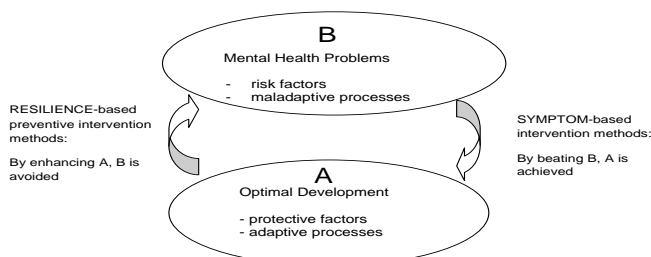 B
Mental Health Problems
- risk factors
- maladaptive processes
RESILIENCE-based
preventive intervention
methods:
By enhancing A, B is
avoided
SYMPTOM-based
intervention methods:
By beating B, A is
achieved
A
Optimal Development
- protective factors
- adaptive processes